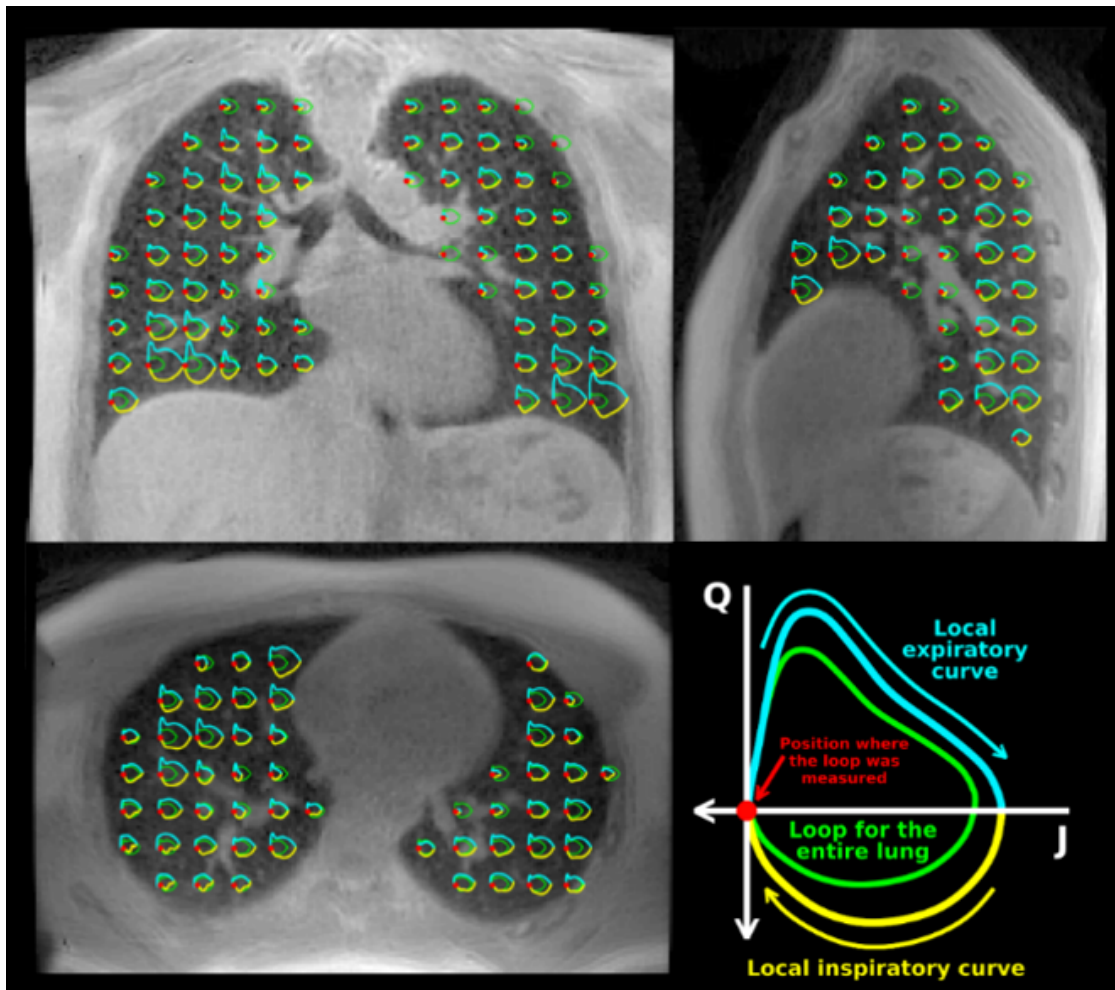 Q
Local
expiratory
curve
Position where
the loop was
measured
Loop for the
entire lung
J
Local inspiratory curve